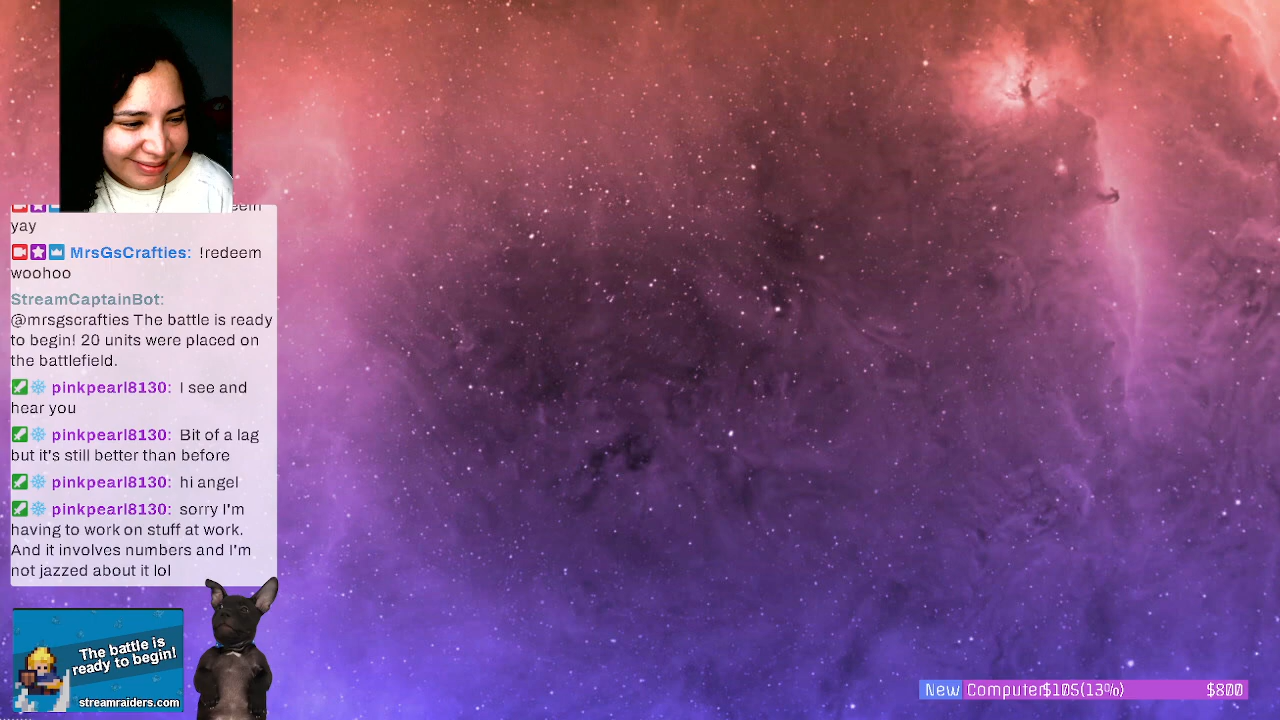 yay
MrsGsCrafties: !redeem
woohoo
StreamCaptainBot:
@mrsgscrafties The battle is ready
to begin! 20 units were placed on
the battlefield.
pinkpearl8130: I see and
hear you
pinkpearl8130: Bit of a lag
but it's still better than before
pinkpearl8130: hi angel
pinkpearl8130: sorry I'm
having to work on stuff at work.
And it involves numbers and I'm
not jazzed about it lol
The battle is
ready to begin!
streamraiders.com
New Computer $105(13%) $800